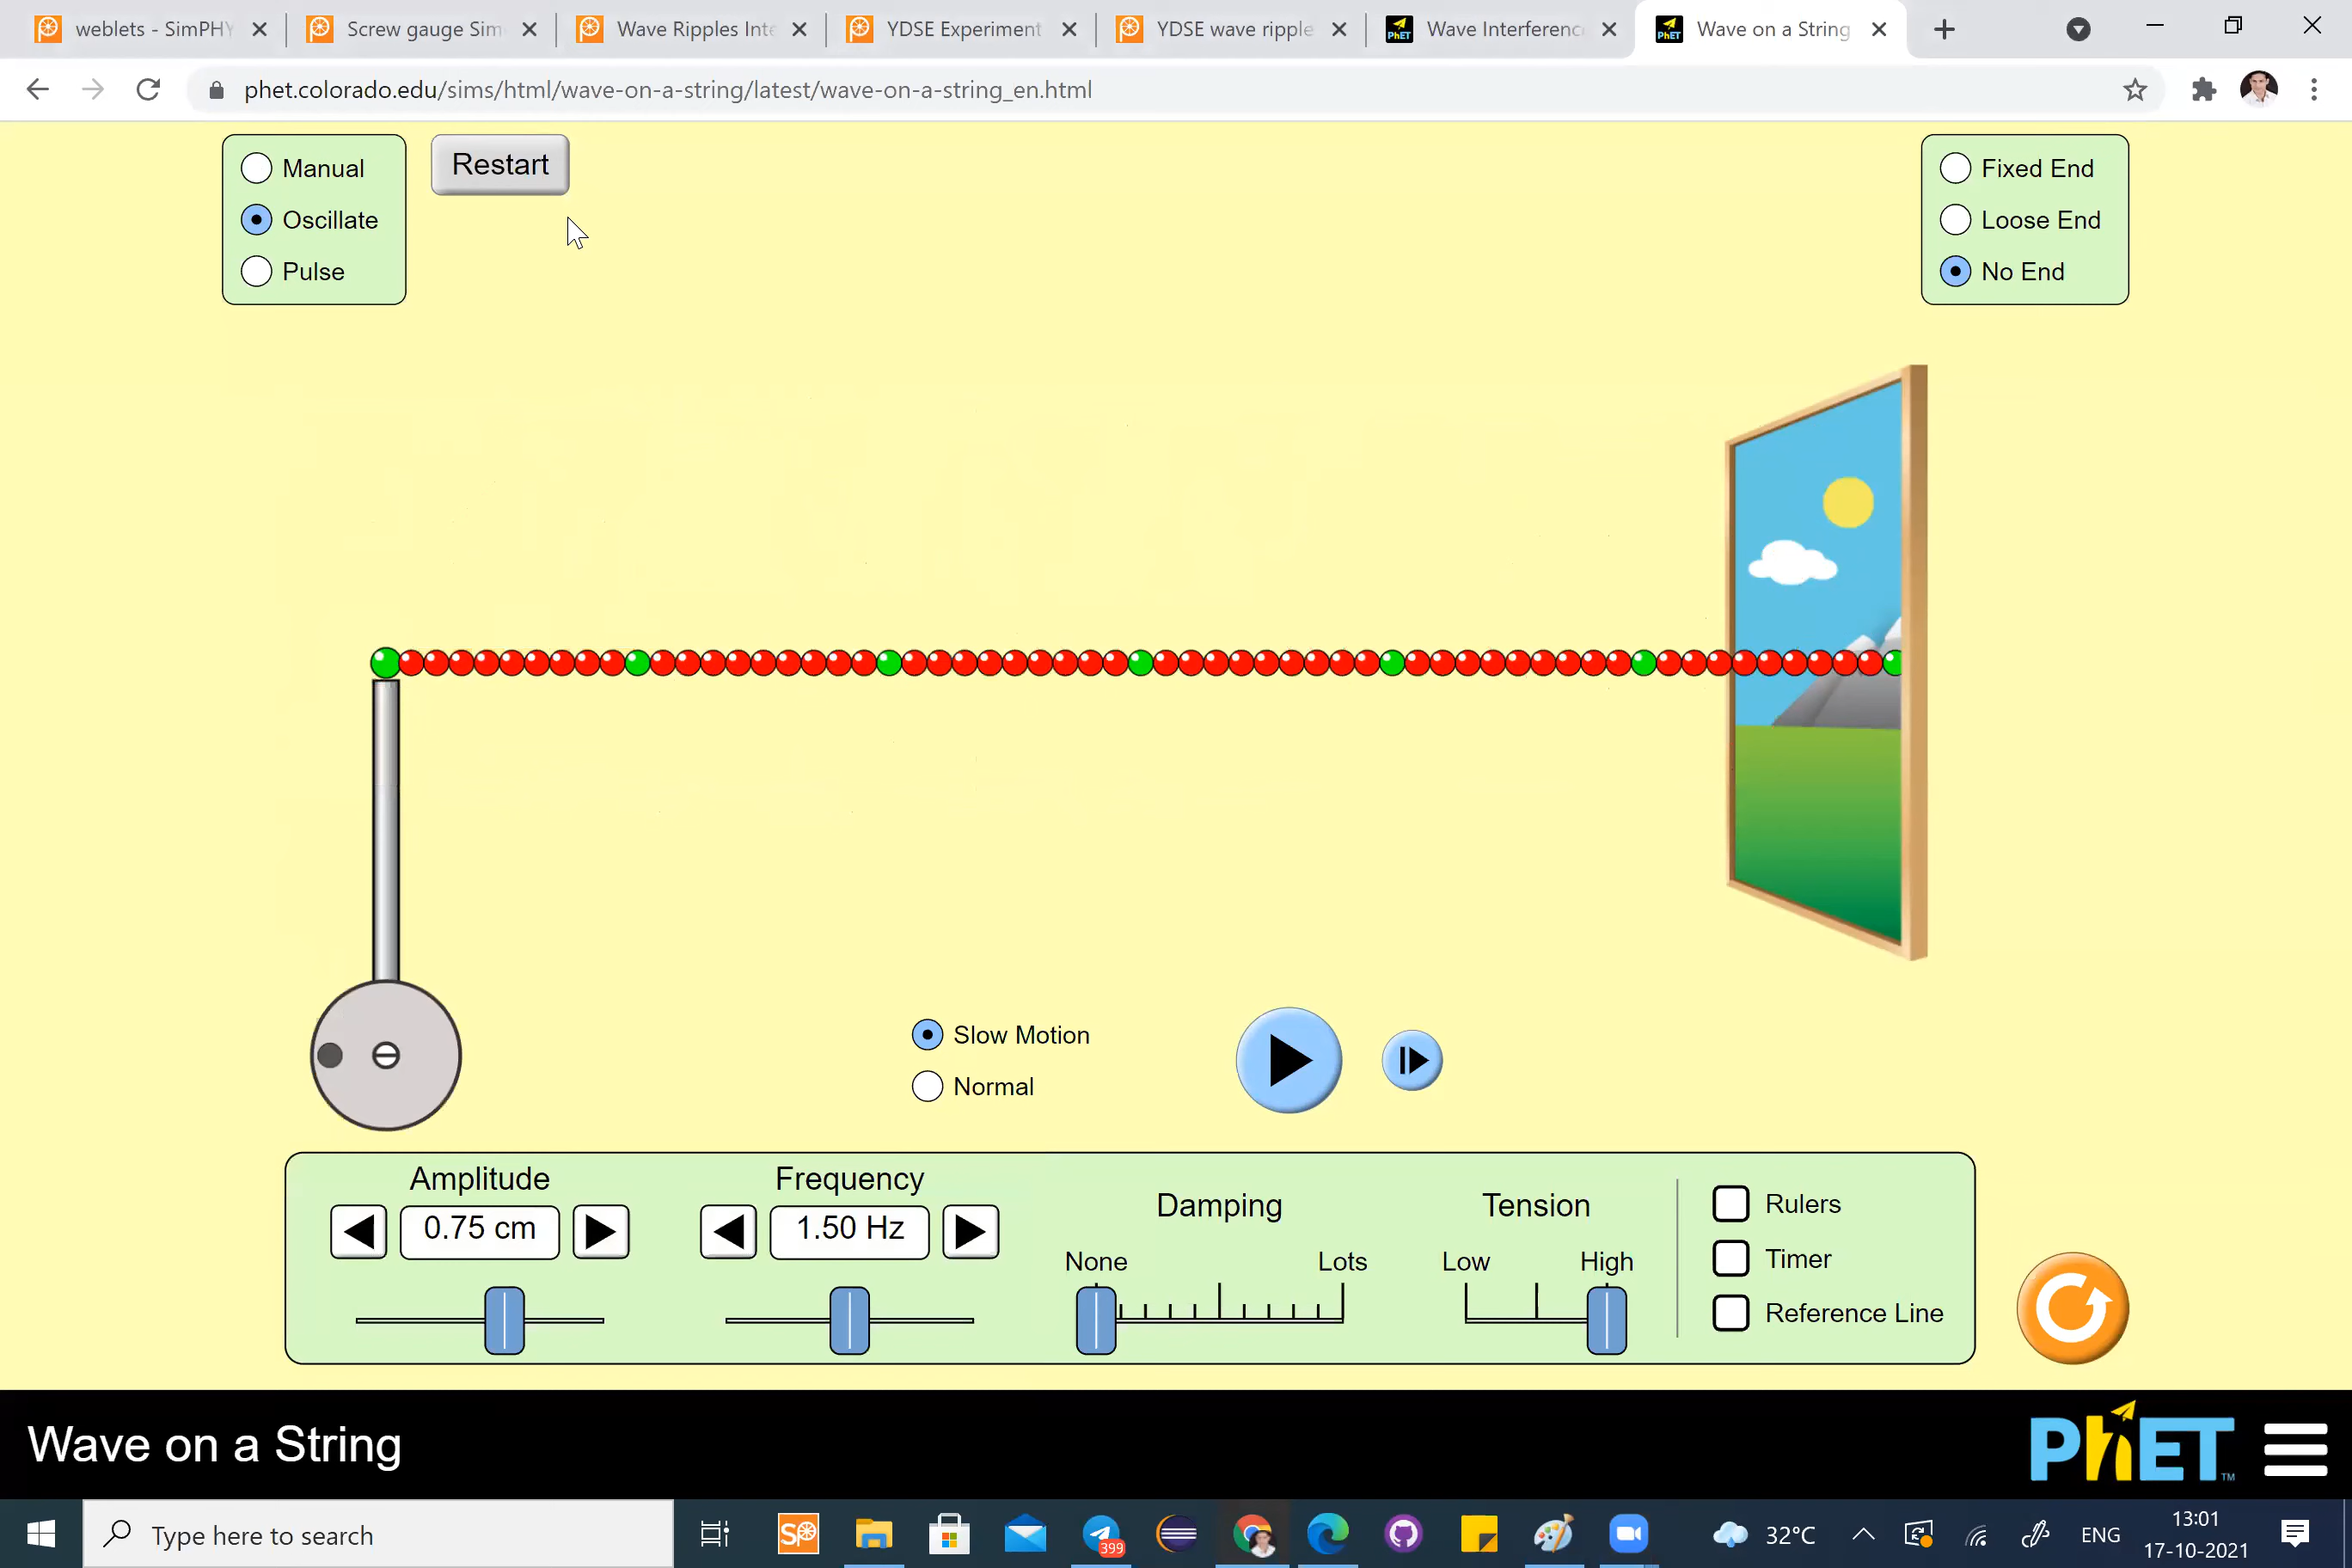 weblets - SimPHY
Screw gauge Sim
Wave Ripples Inte
YDSE Experiment
YDSE wave ripple
Wave Interferenc
Wave on a String
phet.colorado.edu/sims/html/wave-on-a-string/latest/wave-on-a-string_en.html
Manual
Oscillate
Pulse
Restart
Fixed End
Loose End
No End
Slow Motion
Normal
Amplitude
0.75 cm
Frequency
1.50 Hz
Damping
None Lots
Tension
Low High
Rulers
Timer
Reference Line
Wave on a String
PhET TM
Type here to search
399
32°C
ENG
13:01
17-10-2021